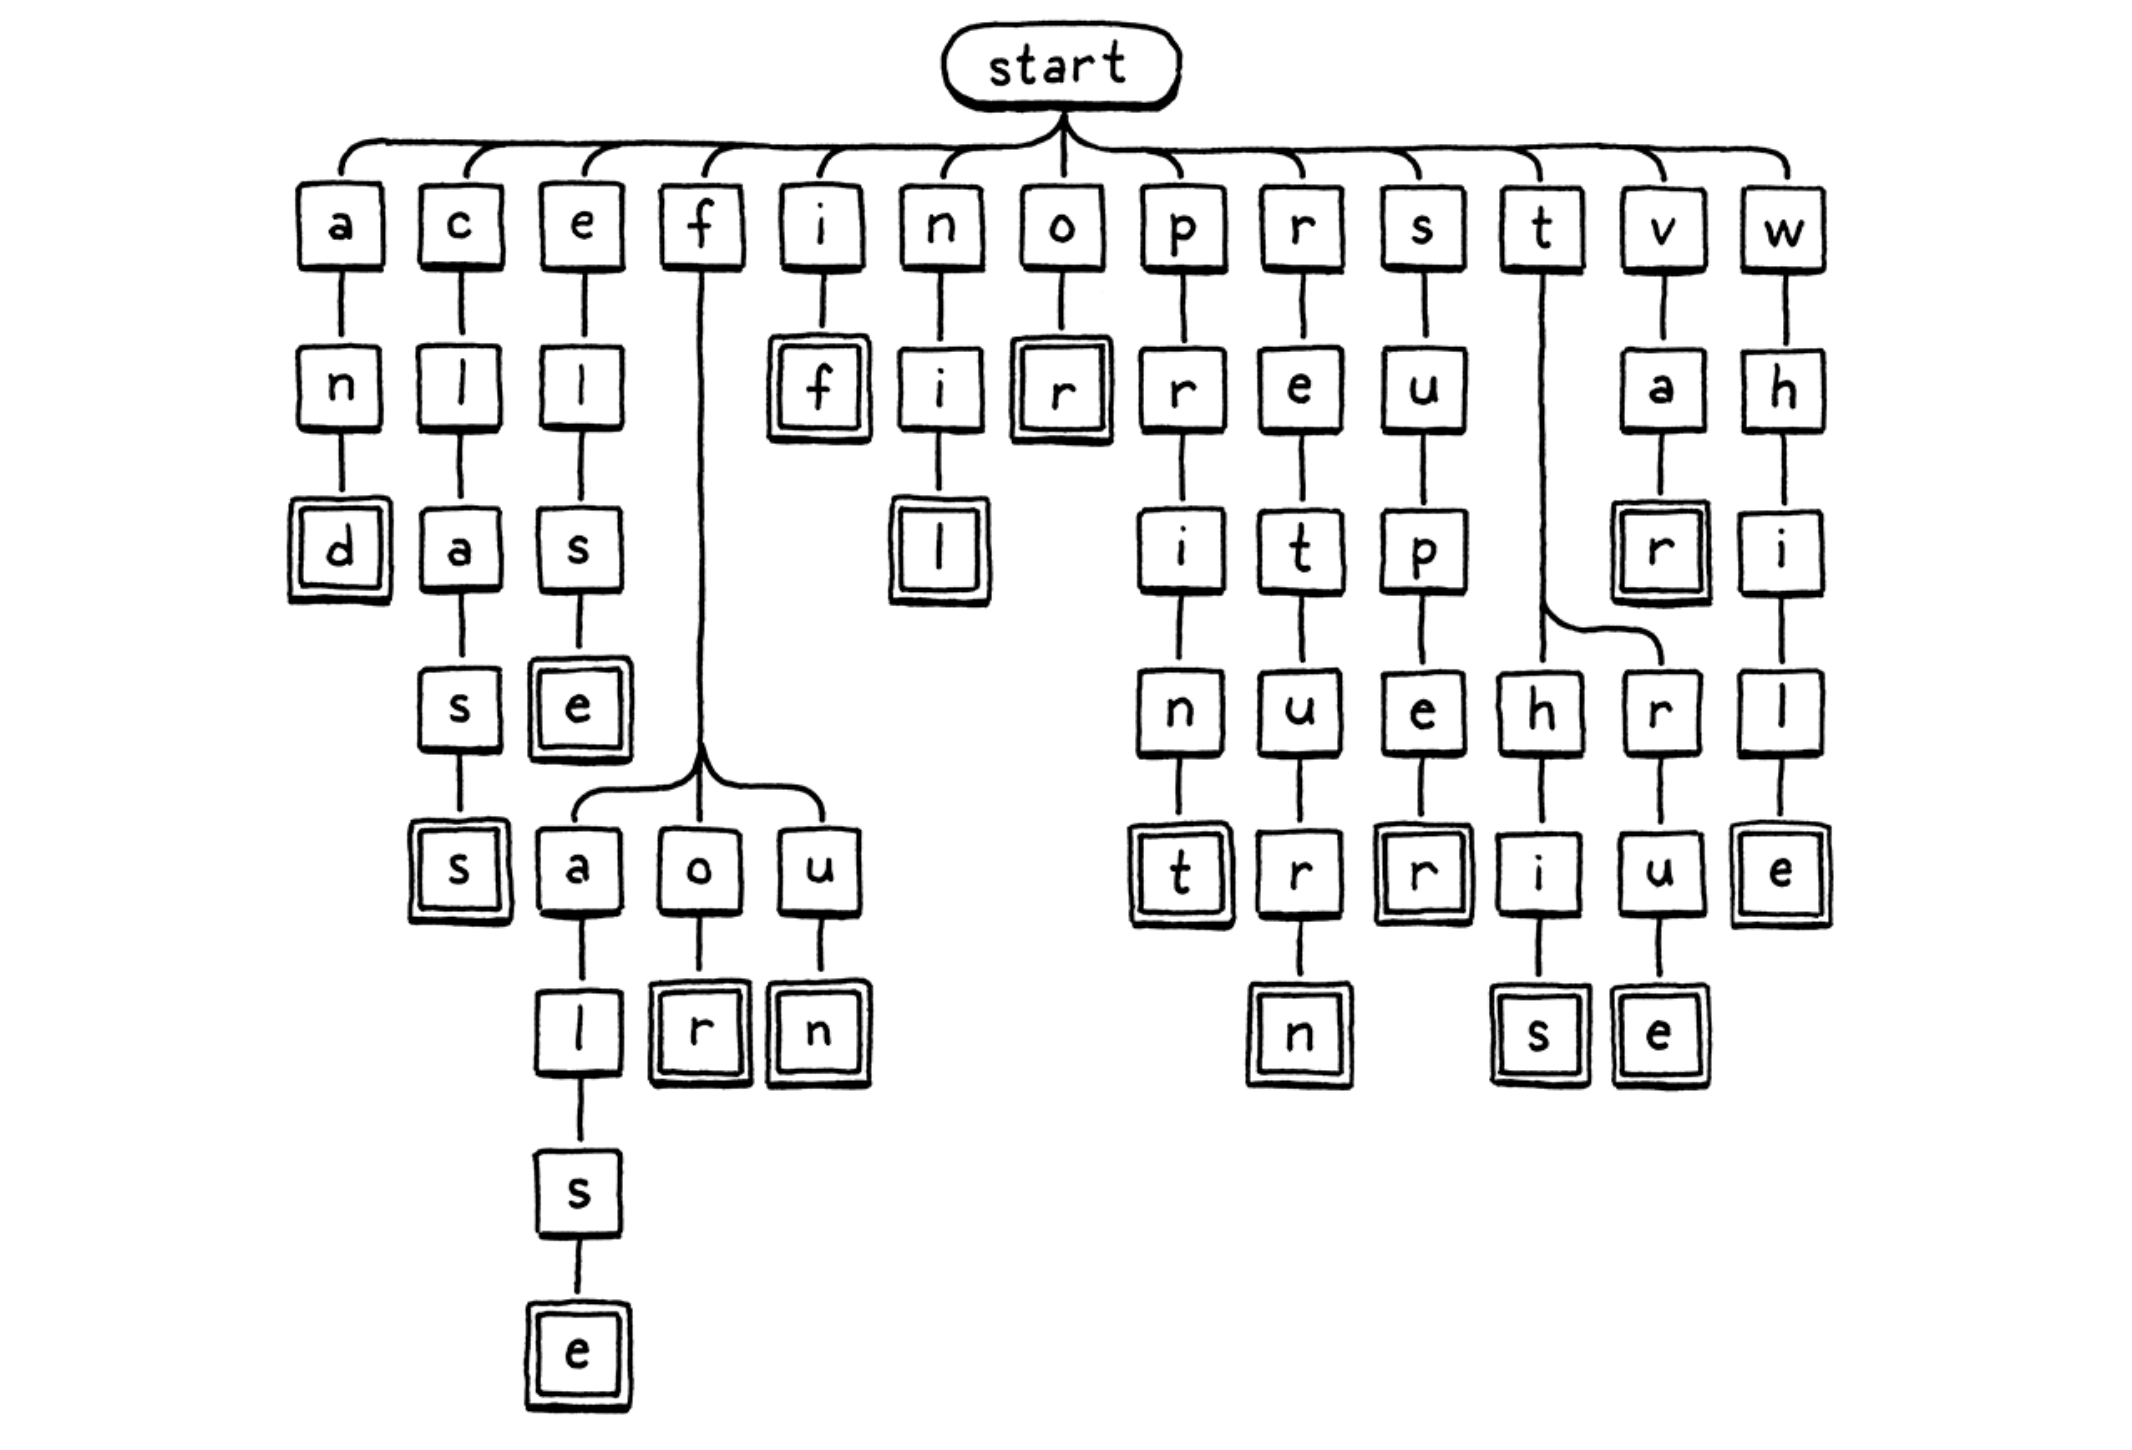 start
a c e f i n o p r s t v w
n l l f i r r e u a h
d a s l i t p r i
s e n u e h r l
s a o u t r r i u e
l r n n s e
s
e